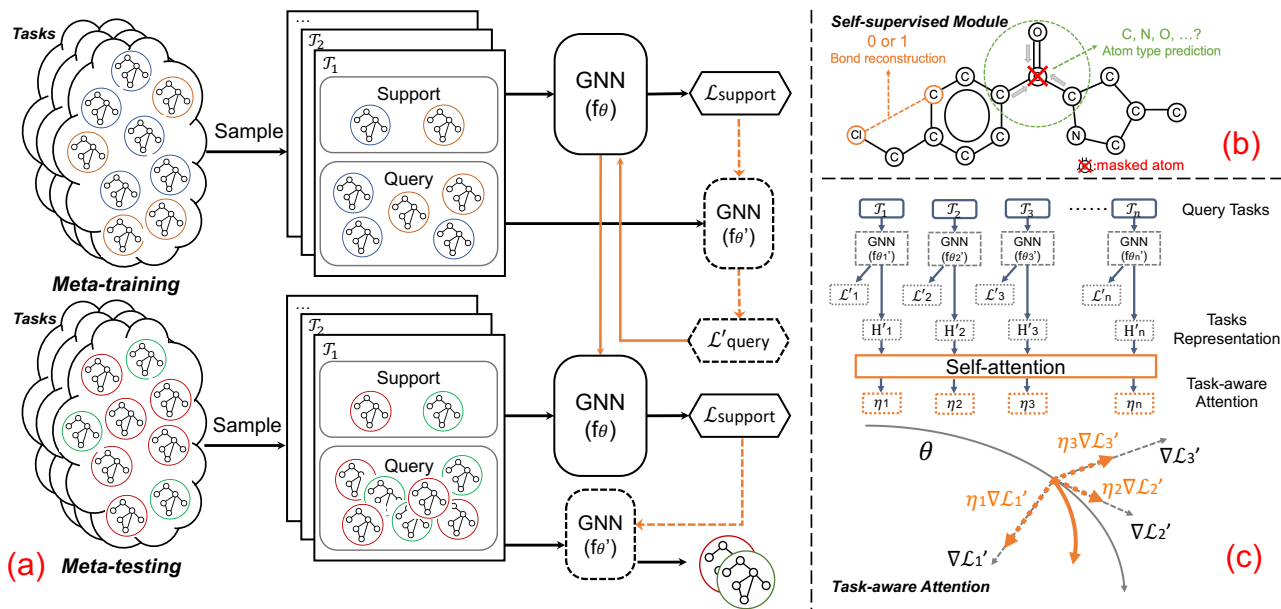 Tasks
Meta-training
Sample
...
𝒯2
𝒯1
Support
Query
GNN
(fθ)
ℒsupport
GNN
(fθ')
ℒ'query
Tasks
Meta-testing
Sample
...
𝒯2
𝒯1
Support
Query
GNN
(fθ)
ℒsupport
GNN
(fθ')
(a)
Self-supervised Module
0 or 1
Bond reconstruction
C, N, O, ...?
Atom type prediction
O
C
C
C
C
C
C
C
C
C
C
C
N
Cl
C
:masked atom
(b)
𝒯1 𝒯2 𝒯3 ...... 𝒯n Query Tasks
GNN GNN GNN GNN
(fθ1') (fθ2') (fθ3') (fθn')
ℒ'1 ℒ'2 ℒ'3 ℒ'n
H'1 H'2 H'3 H'n
Tasks
Representation
Self-attention
Task-aware
Attention
η1 η2 η3 ηn
θ
η3∇ℒ3'
∇ℒ3'
η1∇ℒ1'
η2∇ℒ2'
∇ℒ2'
∇ℒ1'
Task-aware Attention
(c)